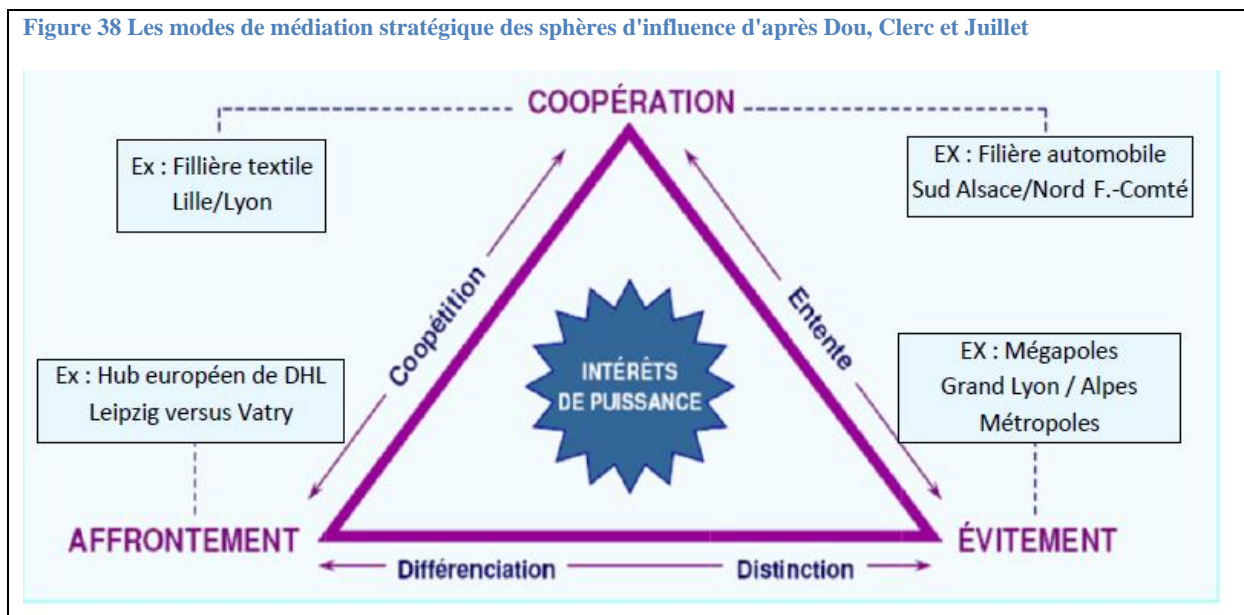 Figure 38 Les modes de médiation stratégique des sphères d'influence d'après Dou, Clerc et Juillet
COOPÉRATION
Ex : Fillière textile
Lille/Lyon
EX : Filière automobile
Sud Alsace/Nord F.-Comté
Coopétition
Entente
INTÉRÊTS
DE PUISSANCE
Ex : Hub européen de DHL
Leipzig versus Vatry
EX : Mégapoles
Grand Lyon / Alpes
Métropoles
AFFRONTEMENT
ÉVITEMENT
Différenciation
Distinction